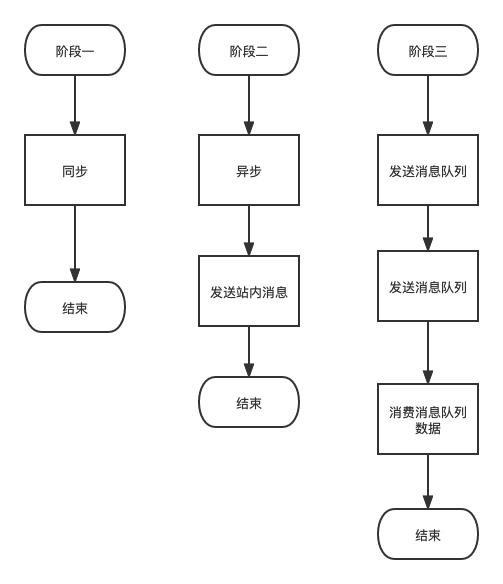 阶段一
同步
结束
阶段二
异步
发送站内消息
结束
阶段三
发送消息队列
发送消息队列
消费消息队列
数据
结束